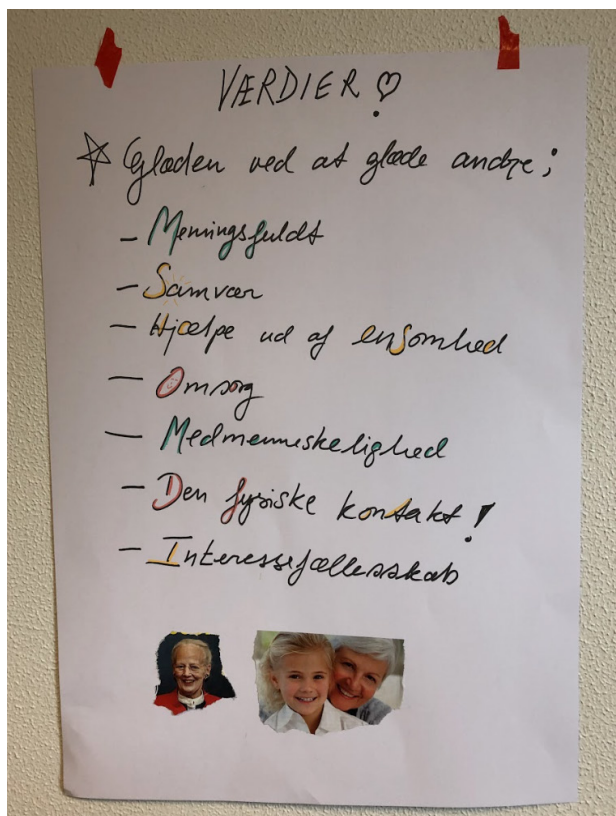 VÆRDIER!
Glæden ved at glæde andre;
- Meningsfuldt
- Samvær
- Hjælpe ud af ensomhed
- Omsorg
- Medmenneskelighed
- Den fysiske kontakt!
- Interessefællesskab